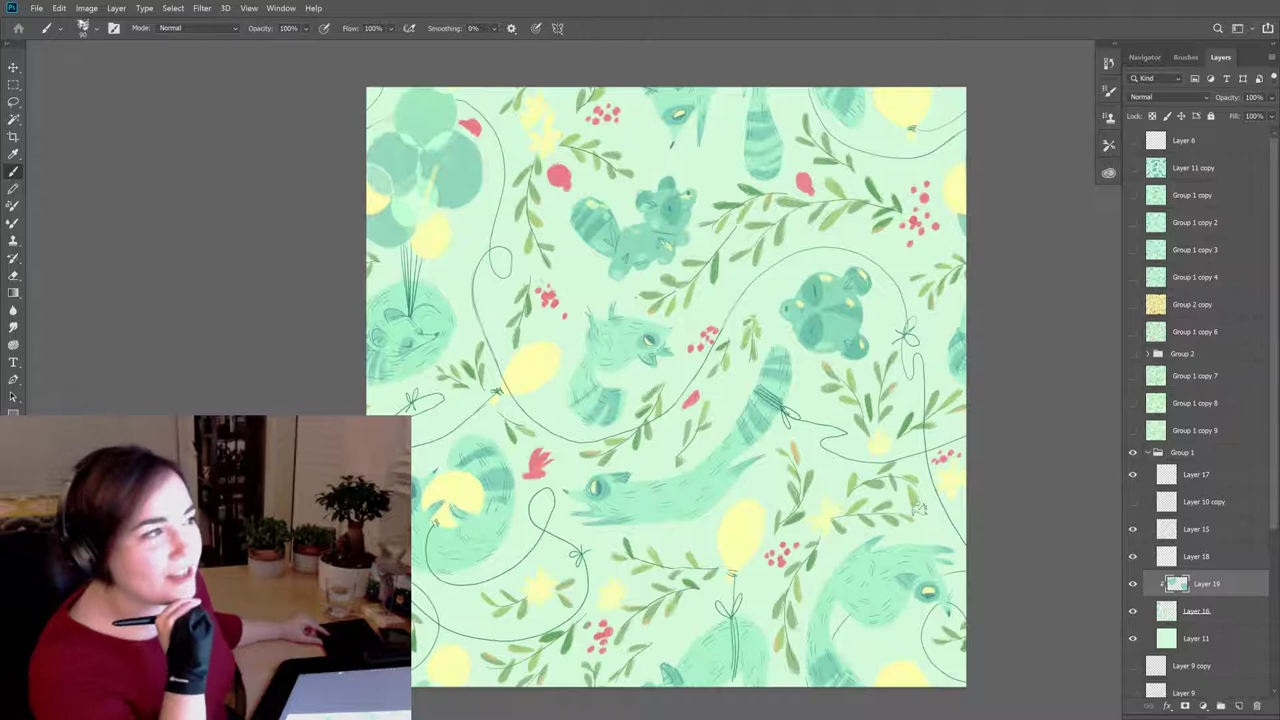 Ps File Edit Image Layer Type Select Filter 3D View Window Help
90 Mode: Normal Opacity: 100% Flow: 100% Smoothing: 0%
Navigator Brushes Layers
Kind
Normal Opacity: 100%
Lock: Fill: 100%
Layer 6
Layer 11 copy
Group 1 copy
Group 1 copy 2
Group 1 copy 3
Group 1 copy 4
Group 2 copy
Group 1 copy 6
Group 2
Group 1 copy 7
Group 1 copy 8
Group 1 copy 9
Group 1
Layer 17
Layer 10 copy
Layer 15
Layer 18
Layer 19
Layer 16
Layer 11
Layer 9 copy
Layer 9
fx